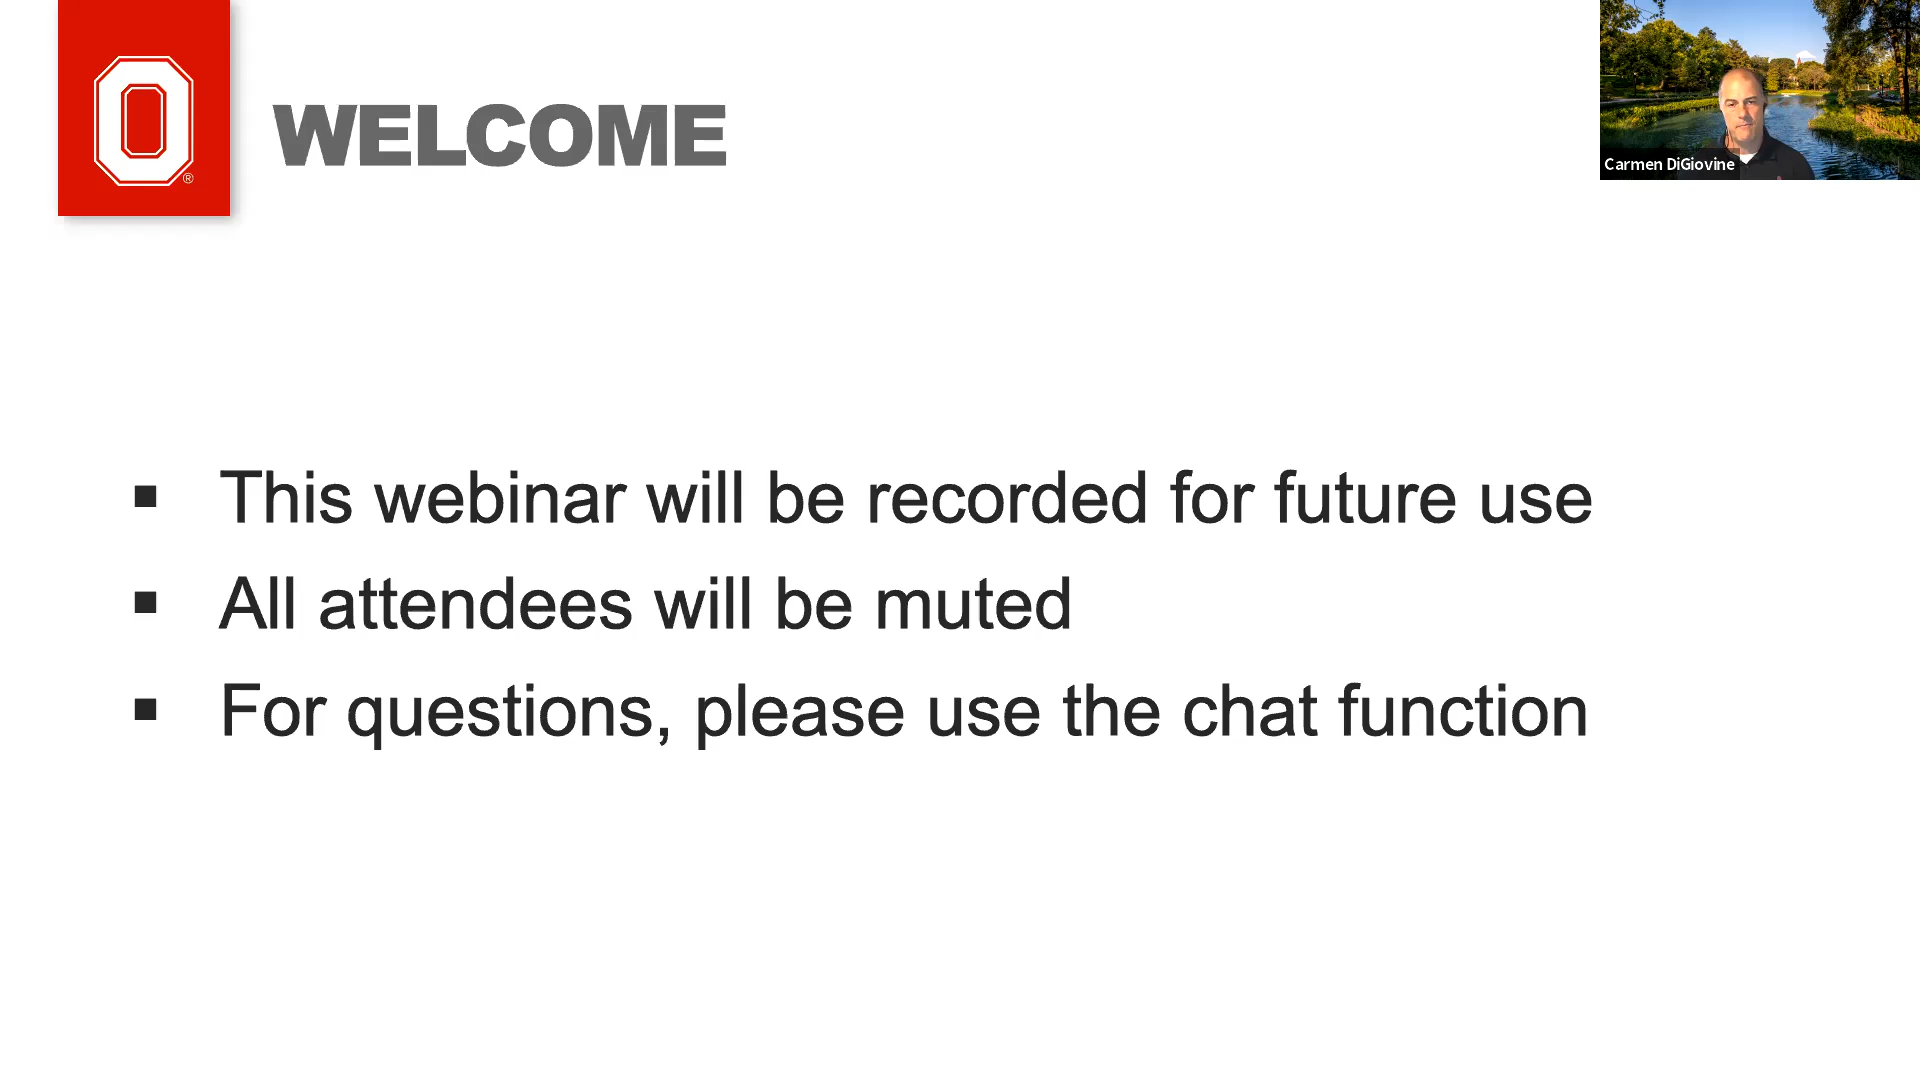 O
®
WELCOME
Carmen DiGiovine
▪ This webinar will be recorded for future use
▪ All attendees will be muted
▪ For questions, please use the chat function